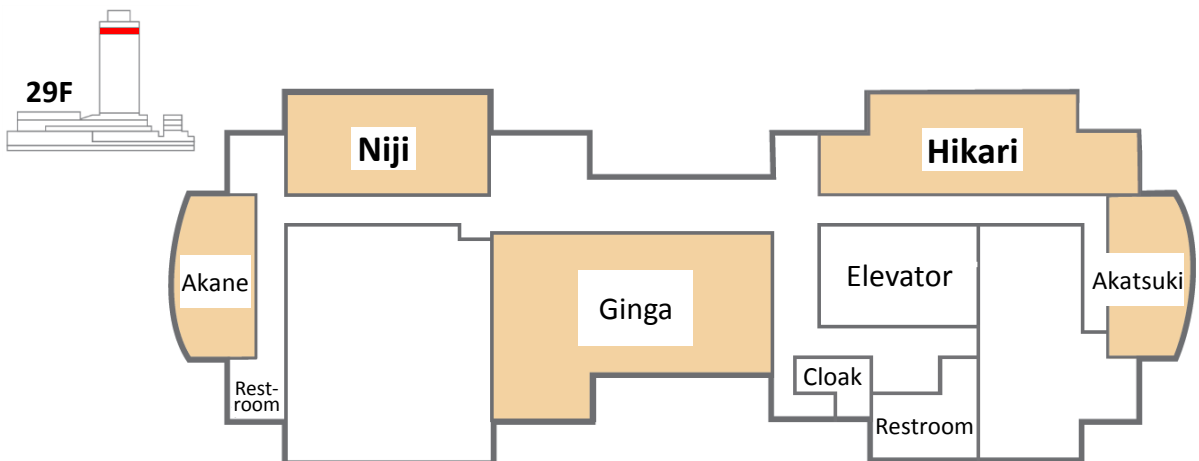 29F
Niji
Hikari
Akane
Ginga
Elevator
Akatsuki
Rest-
room
Cloak
Restroom